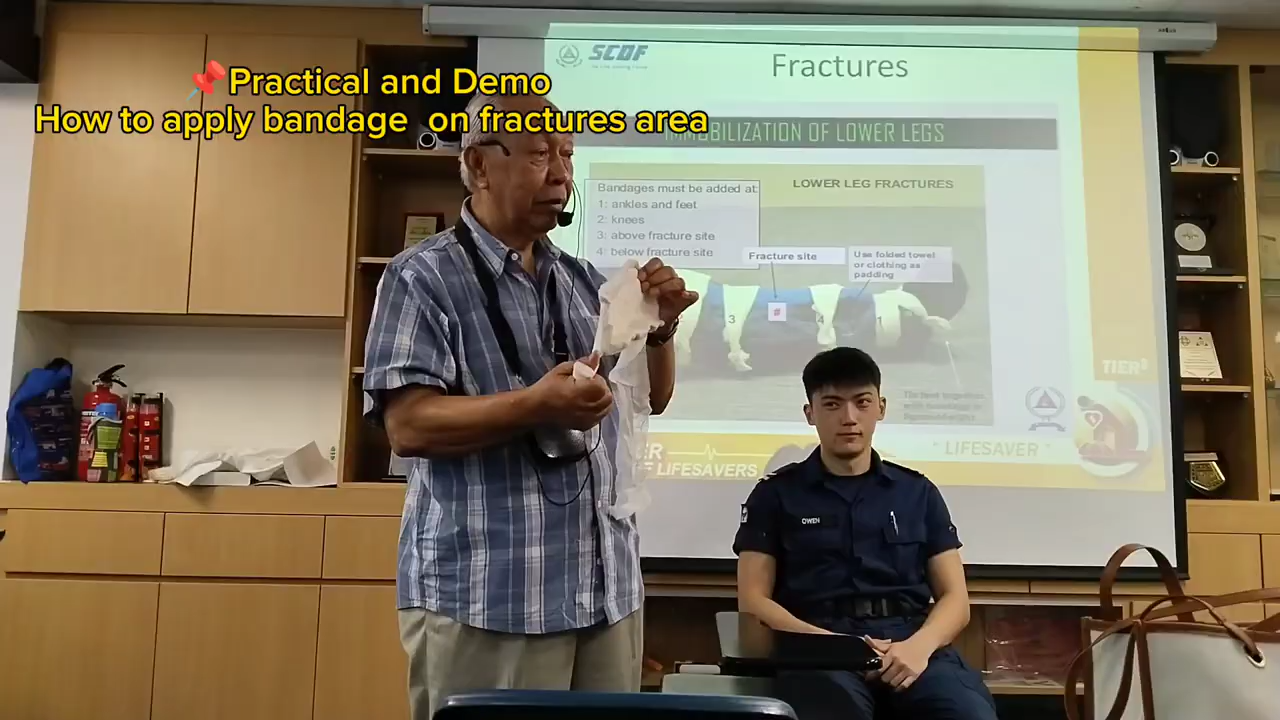 📌Practical and Demo
How to apply bandage on fractures area
SCDF
Fractures
IMMOBILIZATION OF LOWER LEGS
LOWER LEG FRACTURES
Bandages must be added at:
1: ankles and feet
2: knees
3: above fracture site
4: below fracture site
Fracture site
Use folded towel
or clothing as
padding
3
#
4
1
TIER
LIFESAVERS
" LIFESAVER "
OWEN